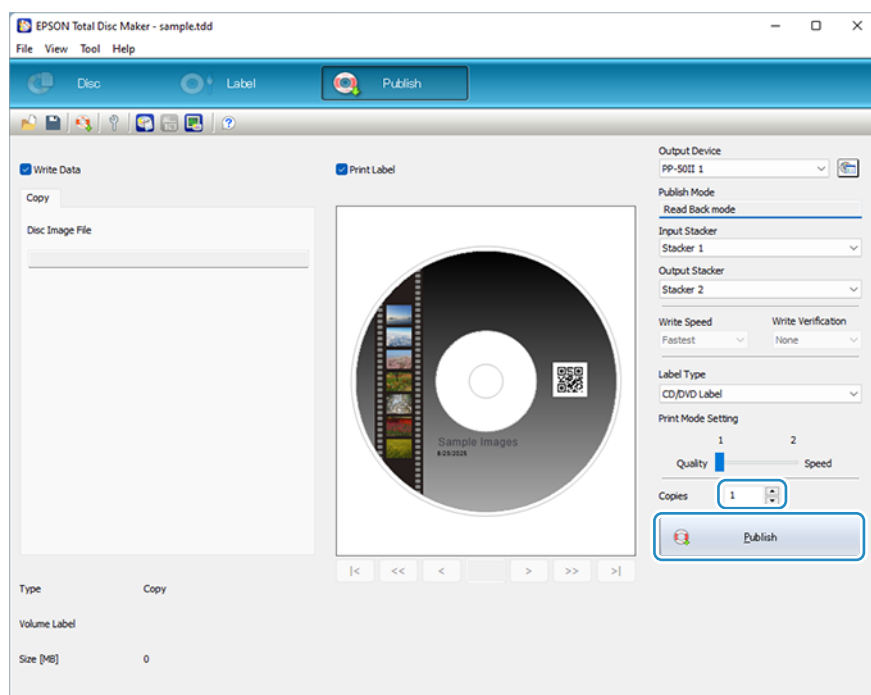 EPSON Total Disc Maker - sample.tdd
File View Tool Help
Disc Label Publish
Write Data
Copy
Disc Image File
Type Copy
Volume Label
Size [MB] 0
Print Label
Sample Images
|< << < > >> >|
Output Device
PP-50II 1
Publish Mode
Read Back mode
Input Stacker
Stacker 1
Output Stacker
Stacker 2
Write Speed Write Verification
Fastest None
Label Type
CD/DVD Label
Print Mode Setting
1 2
Quality Speed
Copies 1
Publish